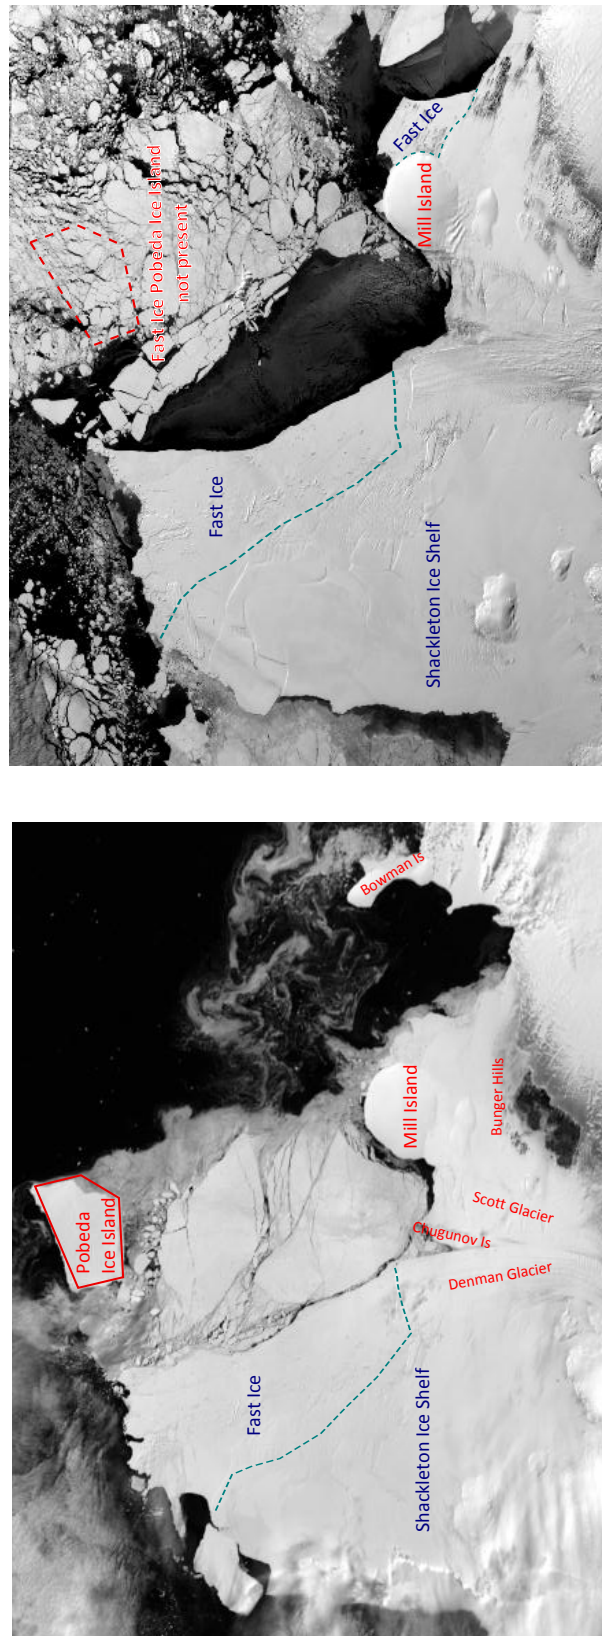 Fast Ice
Mill Island
Fast Ice Pobeda Ice Island
not present
Fast Ice
Shackleton Ice Shelf
Bowman Is
Mill Island
Bunger Hills
Pobeda
Ice Island
Scott Glacier
Chugunov Is
Denman Glacier
Fast Ice
Shackleton Ice Shelf